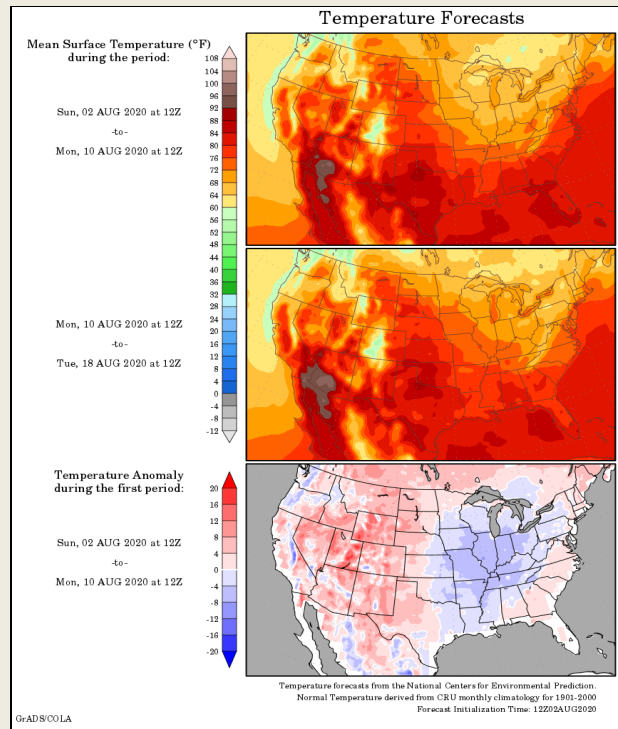 Temperature Forecasts
Mean Surface Temperature (°F)
during the period:
Sun, 02 AUG 2020 at 12Z
-to-
Mon, 10 AUG 2020 at 12Z
108
104
100
96
92
88
84
80
76
72
68
64
60
56
52
48
44
40
36
32
28
24
20
16
12
8
4
0
-4
-8
-12
Mon, 10 AUG 2020 at 12Z
-to-
Tue, 18 AUG 2020 at 12Z
Temperature Anomaly
during the first period:
Sun, 02 AUG 2020 at 12Z
-to-
Mon, 10 AUG 2020 at 12Z
20
16
12
8
4
0
-4
-8
-12
-16
-20
Temperature forecasts from the National Centers for Environmental Prediction.
Normal Temperature derived from CRU monthly climatology for 1901-2000
Forecast Initialization Time: 12Z02AUG2020
GrADS/COLA